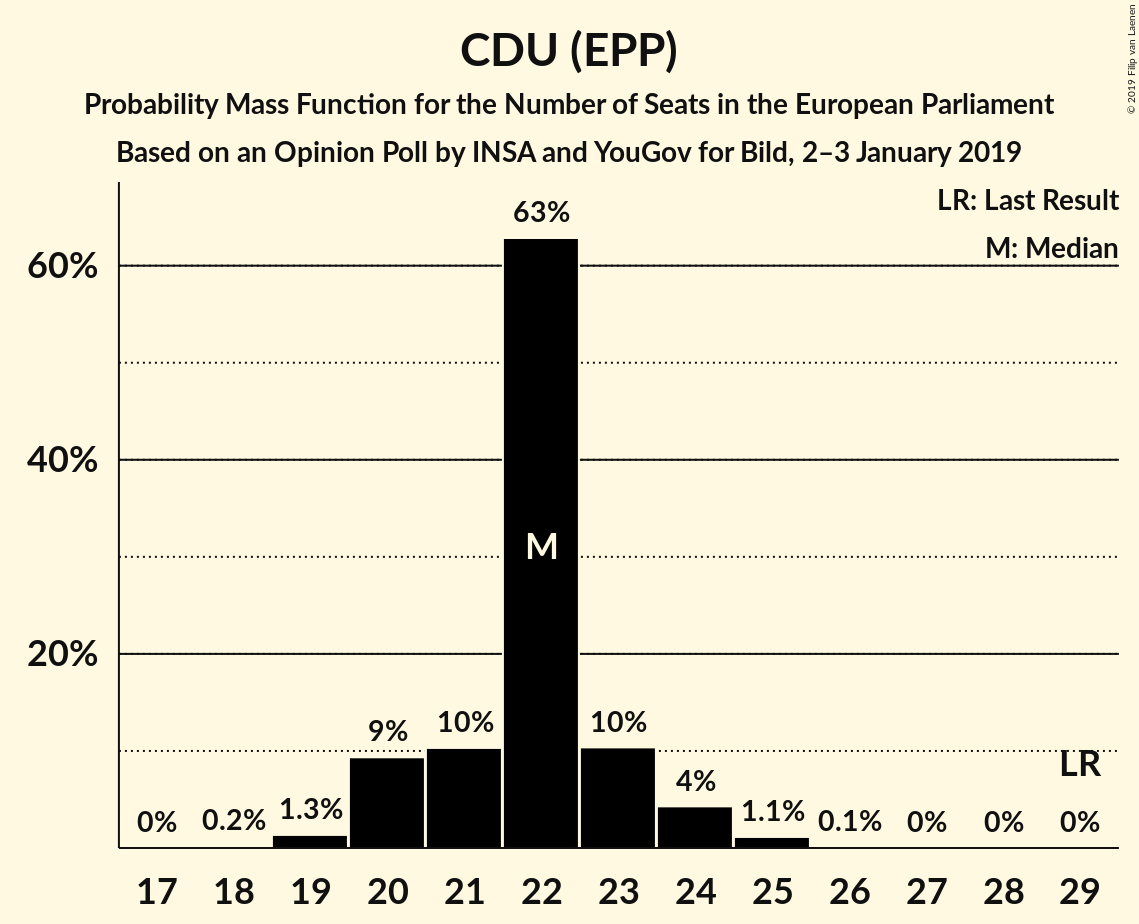 CDU (EPP)
Probability Mass Function for the Number of Seats in the European Parliament
Based on an Opinion Poll by INSA and YouGov for Bild, 2–3 January 2019
© 2019 Filip van Laenen
LR: Last Result
M: Median
60%
40%
20%
0%
0.2%
1.3%
9%
10%
63%
M
10%
4%
1.1%
0.1%
0%
0%
LR
0%
17 18 19 20 21 22 23 24 25 26 27 28 29